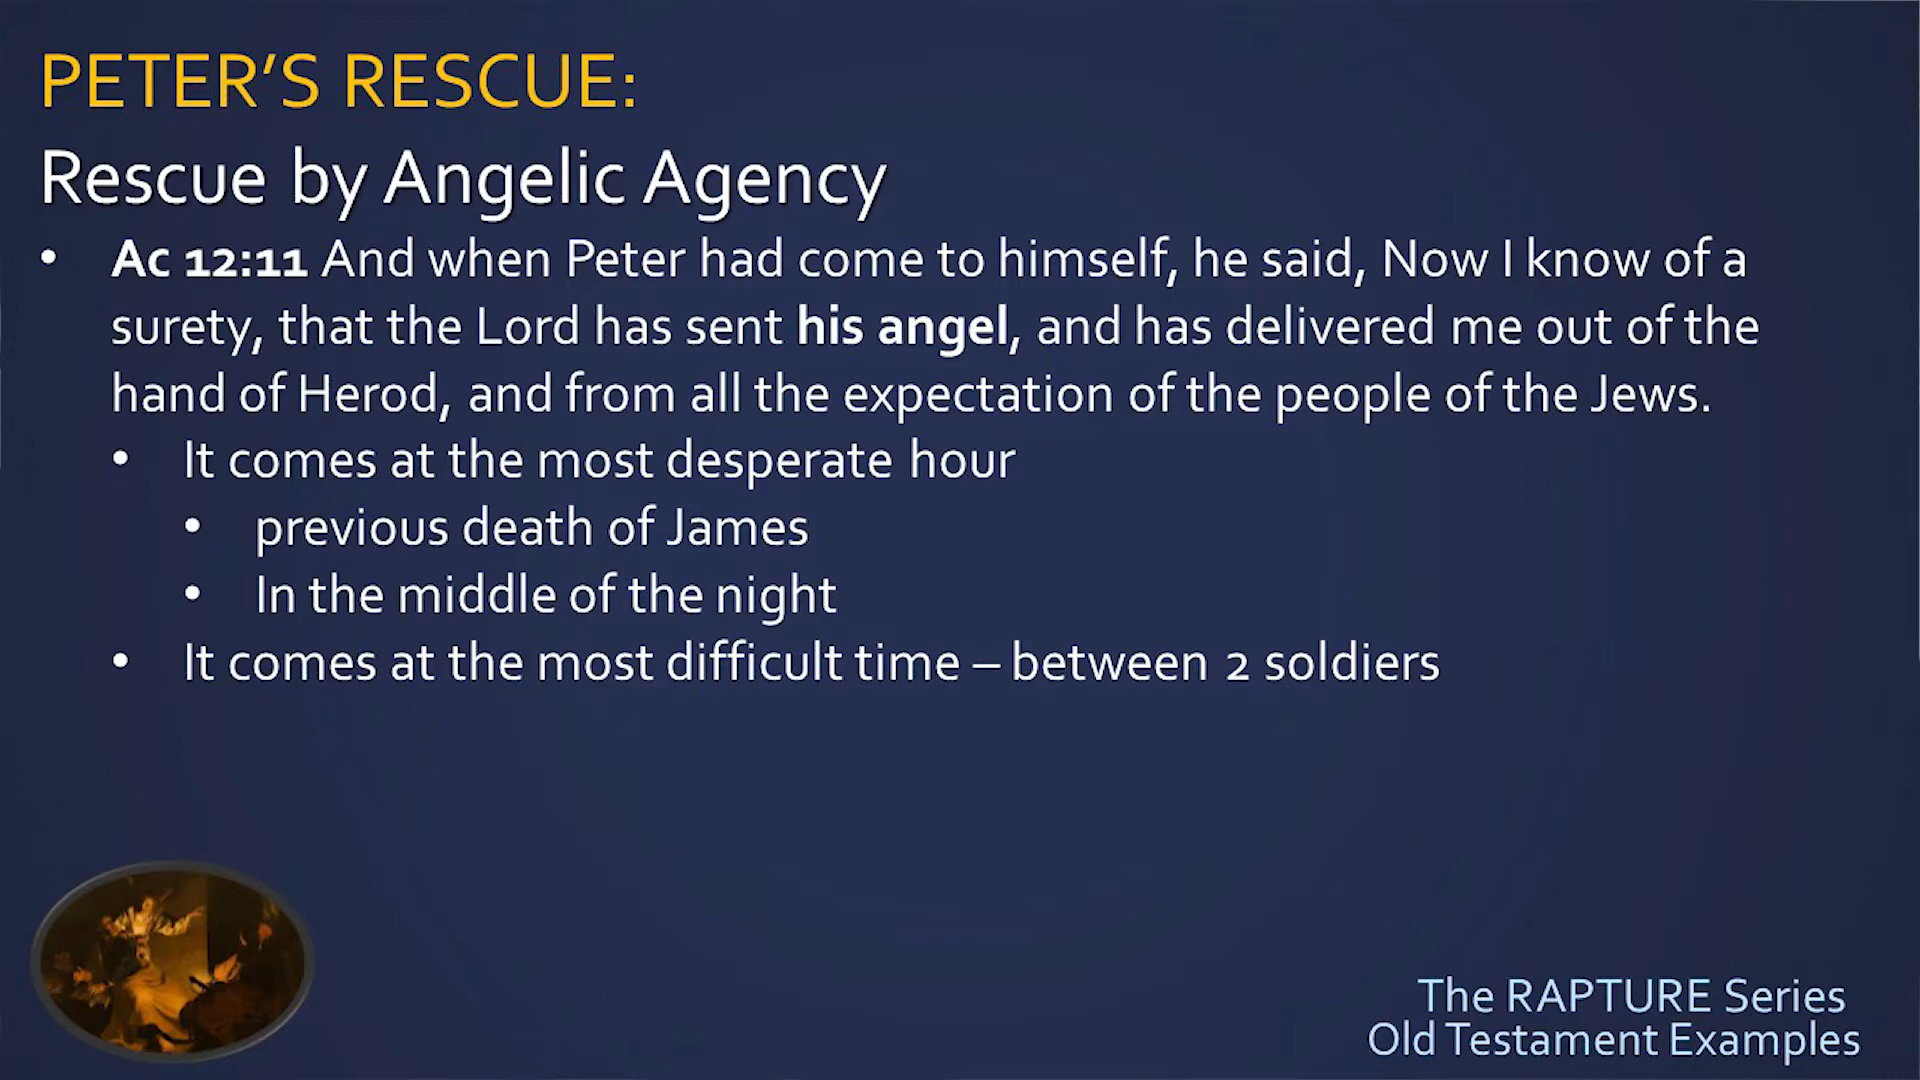 PETER’S RESCUE:
Rescue by Angelic Agency
• Ac 12:11 And when Peter had come to himself, he said, Now I know of a
surety, that the Lord has sent his angel, and has delivered me out of the
hand of Herod, and from all the expectation of the people of the Jews.
• It comes at the most desperate hour
• previous death of James
• In the middle of the night
• It comes at the most difficult time – between 2 soldiers
The RAPTURE Series
Old Testament Examples